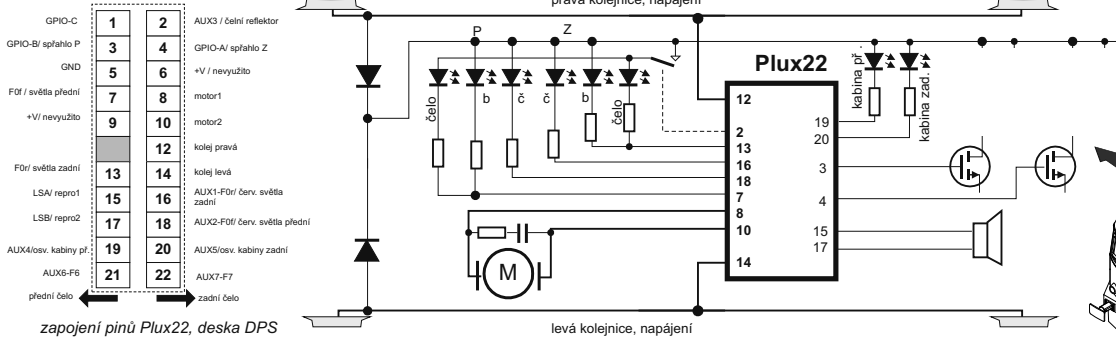 GPIO-C 1 2 AUX3 / čelní reflektor
GPIO-B/ spřahlo P 3 4 GPIO-A/ spřahlo Z
GND 5 6 +V / nevyužito
F0f / světla přední 7 8 motor1
+V/ nevyužito 9 10 motor2
12 kolej pravá
F0r/ světla zadní 13 14 kolej levá
LSA/ repro1 15 16 AUX1-F0r/ červ. světla
zadní
LSB/ repro2 17 18 AUX2-F0f/ červ. světla přední
AUX4/osv. kabiny př. 19 20 AUX5/osv. kabiny zadní
AUX6-F6 21 22 AUX7-F7
přední čelo zadní čelo
zapojení pinů Plux22, deska DPS
pravá kolejnice, napájení
P Z
čelo b č č b čelo
Plux22
12
2
13
16
18
7
8
10
14
19
20
3
4
15
17
kabina př.
kabina zad.
M
levá kolejnice, napájení